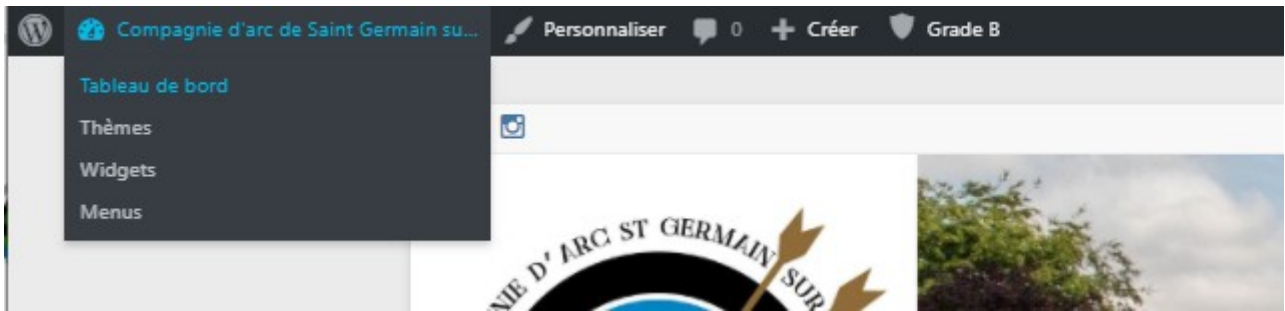 Compagnie d'arc de Saint Germain su... Personnaliser 0 Créer Grade B
Tableau de bord
Thèmes
Widgets
Menus
NIE D' ARC ST GERMAIN SUR